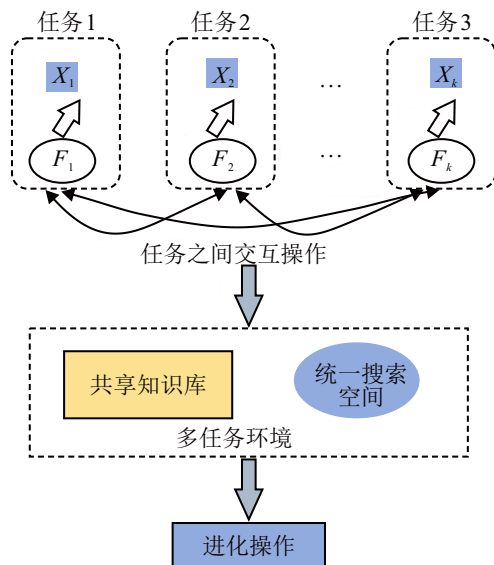 任务1 任务2 任务3
X₁ X₂ … Xₖ
F₁ F₂ … Fₖ
任务之间交互操作
共享知识库
统一搜索
空间
多任务环境
进化操作